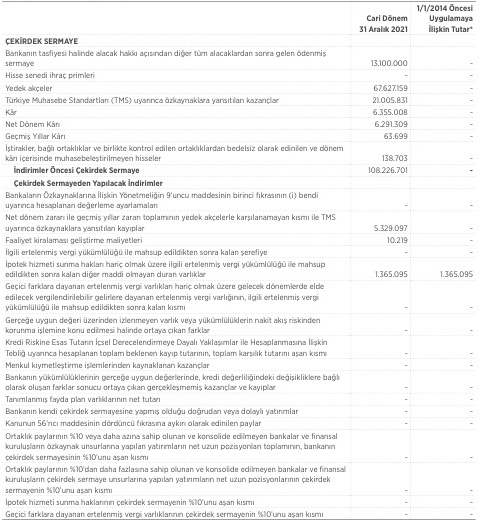 1/1/2014 Öncesi
Cari Dönem Uygulamaya
31 Aralık 2021 İlişkin Tutar*
ÇEKİRDEK SERMAYE
Bankanın tasfiyesi halinde alacak hakkı açısından diğer tüm alacaklardan sonra gelen ödenmiş
sermaye 13.100.000 -
Hisse senedi ihraç primleri - -
Yedek akçeler 67.627.159 -
Türkiye Muhasebe Standartları (TMS) uyarınca özkaynaklara yansıtılan kazançlar 21.005.831 -
Kâr 6.355.008 -
Net Dönem Kârı 6.291.309 -
Geçmiş Yıllar Kârı 63.699 -
İştirakler, bağlı ortaklıklar ve birlikte kontrol edilen ortaklıklardan bedelsiz olarak edinilen ve dönem
kârı içerisinde muhasebeleştirilmeyen hisseler 138.703 -
İndirimler Öncesi Çekirdek Sermaye 108.226.701 -
Çekirdek Sermayeden Yapılacak İndirimler
Bankaların Özkaynaklarına İlişkin Yönetmeliğin 9'uncu maddesinin birinci fıkrasının (i) bendi
uyarınca hesaplanan değerleme ayarlamaları - -
Net dönem zararı ile geçmiş yıllar zararı toplamının yedek akçelerle karşılanamayan kısmı ile TMS
uyarınca özkaynaklara yansıtılan kayıplar 5.329.097 -
Faaliyet kiralaması geliştirme maliyetleri 10.219 -
İlgili ertelenmiş vergi yükümlülüğü ile mahsup edildikten sonra kalan şerefiye - -
İpotek hizmeti sunma hakları hariç olmak üzere ilgili ertelenmiş vergi yükümlülüğü ile mahsup
edildikten sonra kalan diğer maddi olmayan duran varlıklar 1.365.095 1.365.095
Geçici farklara dayanan ertelenmiş vergi varlıkları hariç olmak üzere gelecek dönemlerde elde
edilecek vergilendirilebilir gelirlere dayanan ertelenmiş vergi varlığının, ilgili ertelenmiş vergi
yükümlülüğü ile mahsup edildikten sonra kalan kısmı - -
Gerçeğe uygun değeri üzerinden izlenmeyen varlık veya yükümlülüklerin nakit akış riskinden
korunma işlemine konu edilmesi halinde ortaya çıkan farklar - -
Kredi Riskine Esas Tutarın İçsel Derecelendirmeye Dayalı Yaklaşımlar ile Hesaplanmasına İlişkin
Tebliğ uyarınca hesaplanan toplam beklenen kayıp tutarının, toplam karşılık tutarını aşan kısmı - -
Menkul kıymetleştirme işlemlerinden kaynaklanan kazançlar - -
Bankanın yükümlülüklerinin gerçeğe uygun değerlerinde, kredi değerliliğindeki değişikliklere bağlı
olarak oluşan farklar sonucu ortaya çıkan gerçekleşmemiş kazançlar ve kayıplar - -
Tanımlanmış fayda plan varlıklarının net tutarı - -
Bankanın kendi çekirdek sermayesine yapmış olduğu doğrudan veya dolaylı yatırımlar - -
Kanunun 56'ncı maddesinin dördüncü fıkrasına aykırı olarak edinilen paylar - -
Ortaklık paylarının %10 veya daha azına sahip olunan ve konsolide edilmeyen bankalar ve finansal
kuruluşların özkaynak unsurlarına yapılan yatırımların net uzun pozisyonları toplamının, bankanın
çekirdek sermayesinin %10'unu aşan kısmı - -
Ortaklık paylarının %10'dan daha fazlasına sahip olunan ve konsolide edilmeyen bankalar ve finansal
kuruluşların çekirdek sermaye unsurlarına yapılan yatırımların net uzun pozisyonlarının çekirdek
sermayenin %10'unu aşan kısmı - -
İpotek hizmeti sunma haklarının çekirdek sermayenin %10'unu aşan kısmı - -
Geçici farklara dayanan ertelenmiş vergi varlıklarının çekirdek sermayenin %10'unu aşan kısmı - -